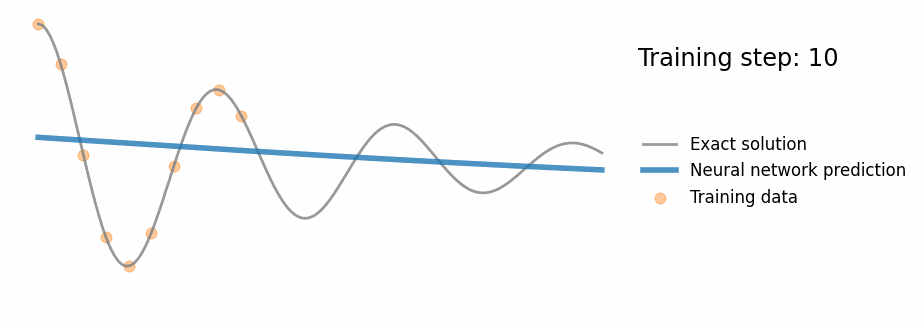 Training step: 10
Exact solution
Neural network prediction
Training data